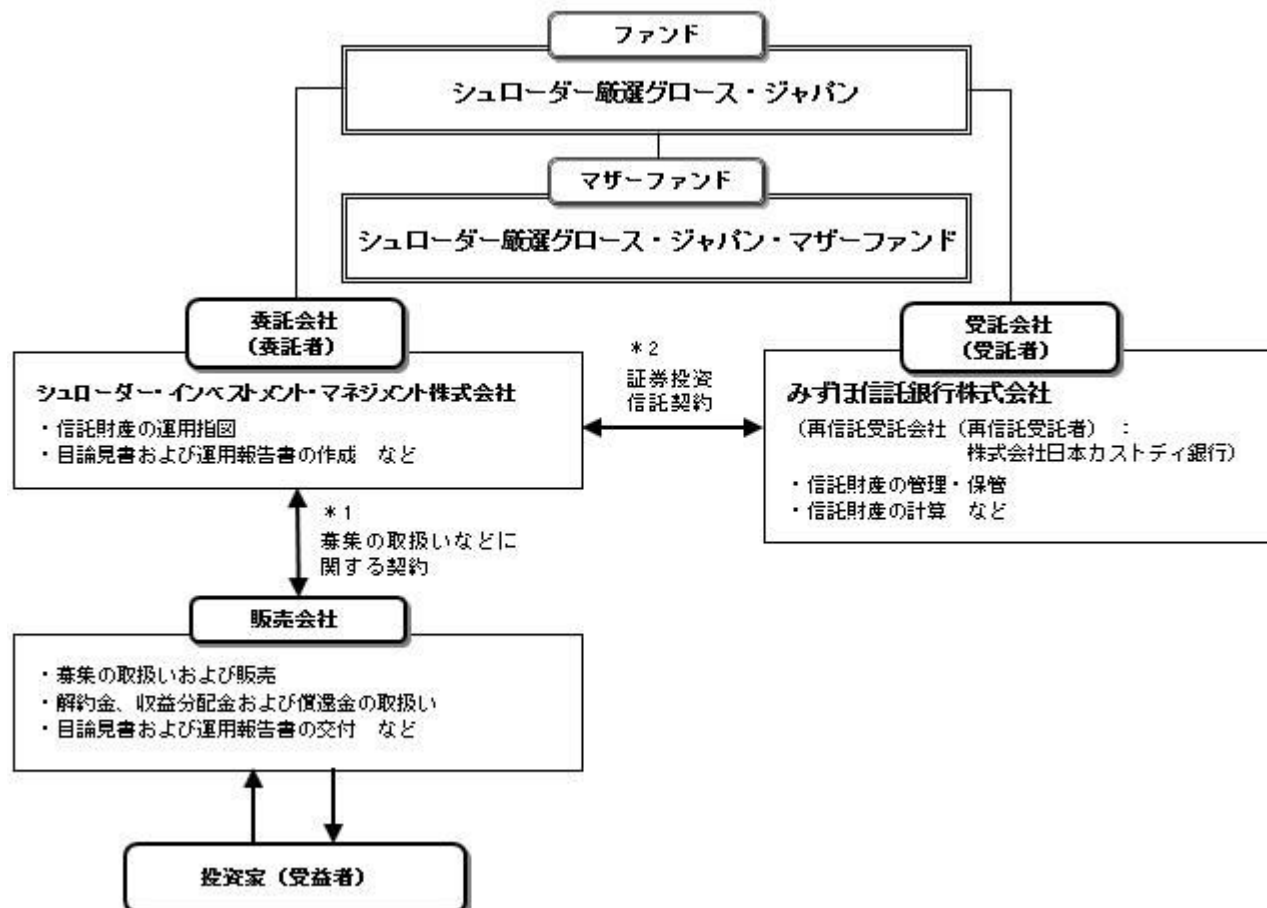 ファンド
シュローダー厳選グロース・ジャパン
マザーファンド
シュローダー厳選グロース・ジャパン・マザーファンド
委託会社
(委託者)
シュローダー・インベストメント・マネジメント株式会社
・信託財産の運用指図
・目論見書および運用報告書の作成 など
*2
証券投資
信託契約
受託会社
(受託者)
みずほ信託銀行株式会社
(再信託受託会社(再信託受託者) :
株式会社日本カストディ銀行)
・信託財産の管理・保管
・信託財産の計算 など
*1
募集の取扱いなどに
関する契約
販売会社
・募集の取扱いおよび販売
・解約金、収益分配金および償還金の取扱い
・目論見書および運用報告書の交付 など
投資家(受益者)